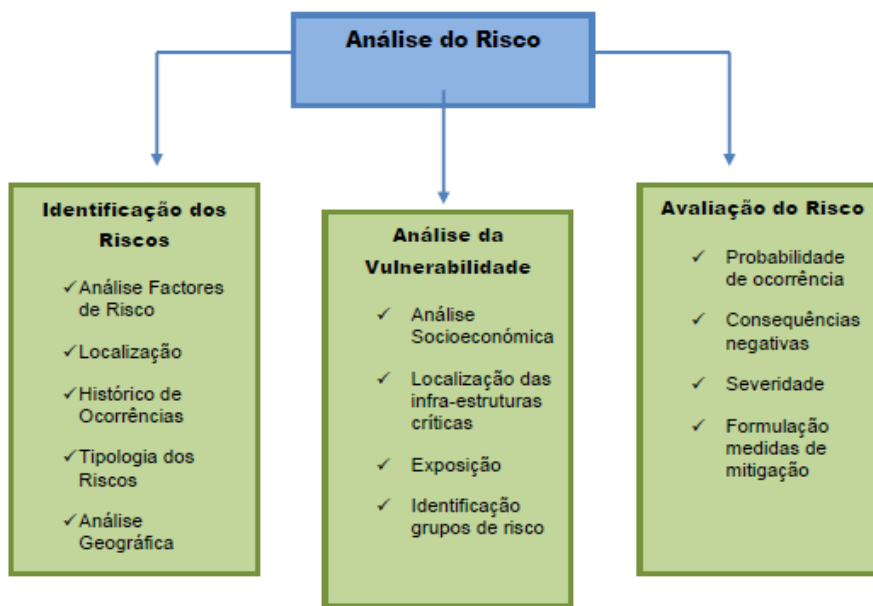 Análise do Risco
Identificação dos
Riscos
✓Análise Factores
de Risco
✓Localização
✓Histórico de
Ocorrências
✓Tipologia dos
Riscos
✓Análise
Geográfica
Análise da
Vulnerabilidade
✓ Análise
Socioeconómica
✓ Localização das
infra-estruturas
críticas
✓ Exposição
✓ Identificação
grupos de risco
Avaliação do Risco
✓ Probabilidade
de ocorrência
✓ Consequências
negativas
✓ Severidade
✓ Formulação
medidas de
mitigação